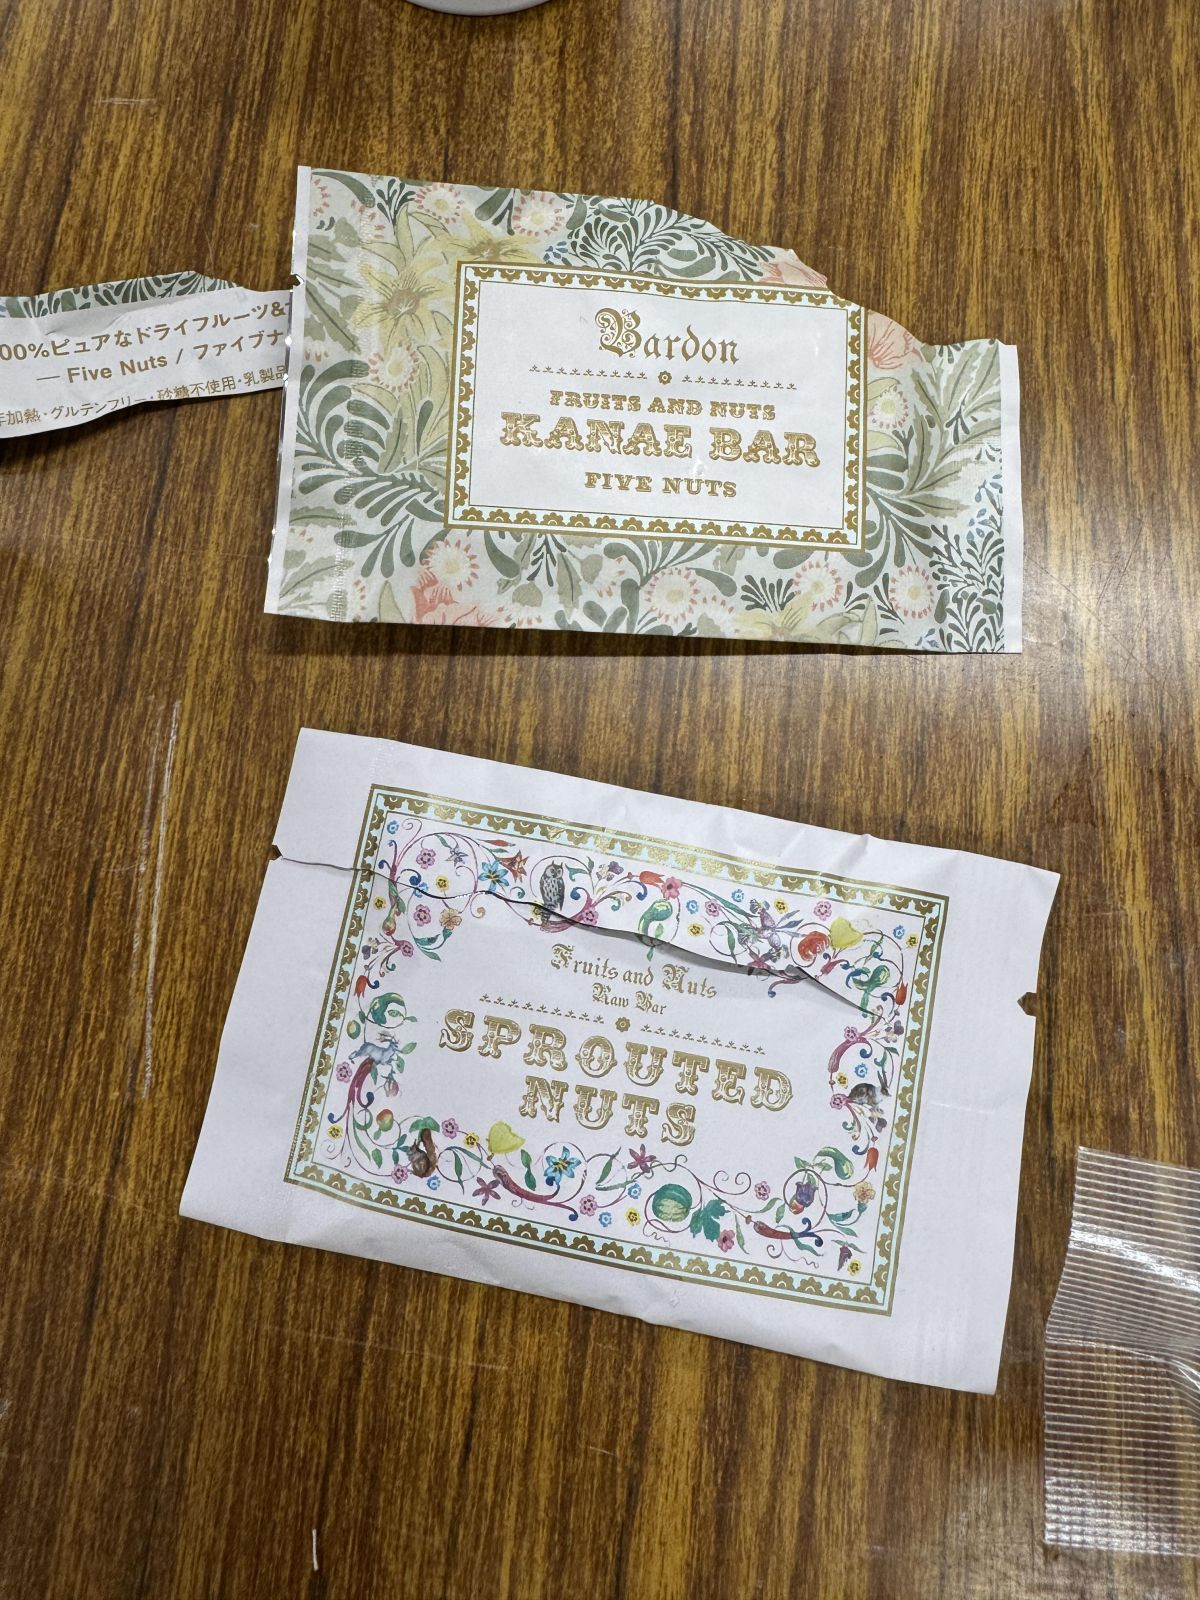 Bardon
FRUITS AND NUTS
KANAE BAR
FIVE NUTS
00%ピュアなドライフルーツ&
— Five Nuts / ファイブナ
加熱・グルテンフリー・砂糖不使用・乳製品
Fruits and Nuts
Raw Bar
SPROUTED
NUTS